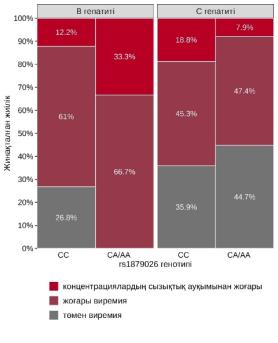 В гепатиті
С гепатиті
Жинақталған жиілік
100%
90%
80%
70%
60%
50%
40%
30%
20%
10%
0%
12.2%
61%
26.8%
33.3%
66.7%
18.8%
45.3%
35.9%
7.9%
47.4%
44.7%
CC
CA/AA
CC
CA/AA
rs1879026 генотипі
концентрациялардың сызықтық ауқымынан жоғары
жоғары виремия
төмен виремия